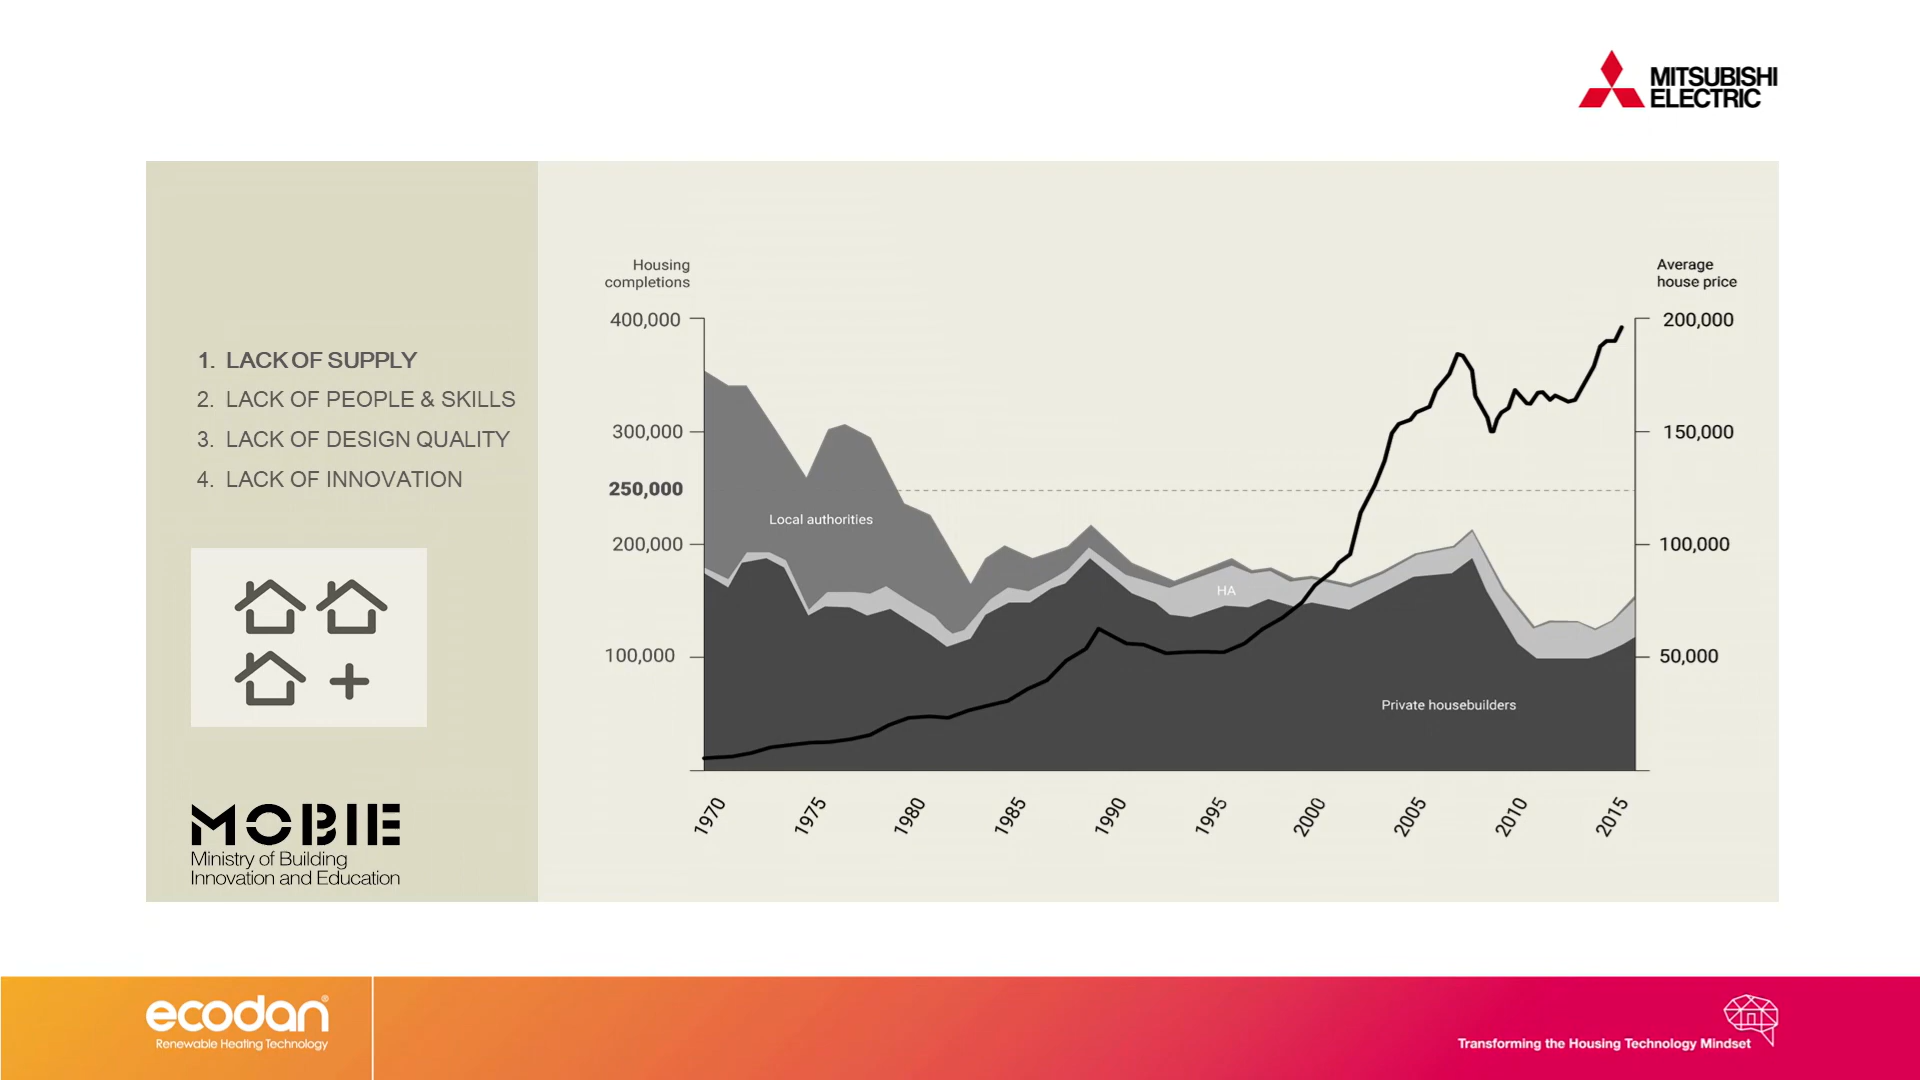 MITSUBISHI
ELECTRIC
1. LACK OF SUPPLY
2. LACK OF PEOPLE & SKILLS
3. LACK OF DESIGN QUALITY
4. LACK OF INNOVATION
MOBIE
Ministry of Building
Innovation and Education
Housing
completions
400,000
300,000
250,000
200,000
100,000
Average
house price
200,000
150,000
100,000
50,000
Local authorities
HA
Private housebuilders
1970
1975
1980
1985
1990
1995
2000
2005
2010
2015
ecodan®
Renewable Heating Technology
Transforming the Housing Technology Mindset